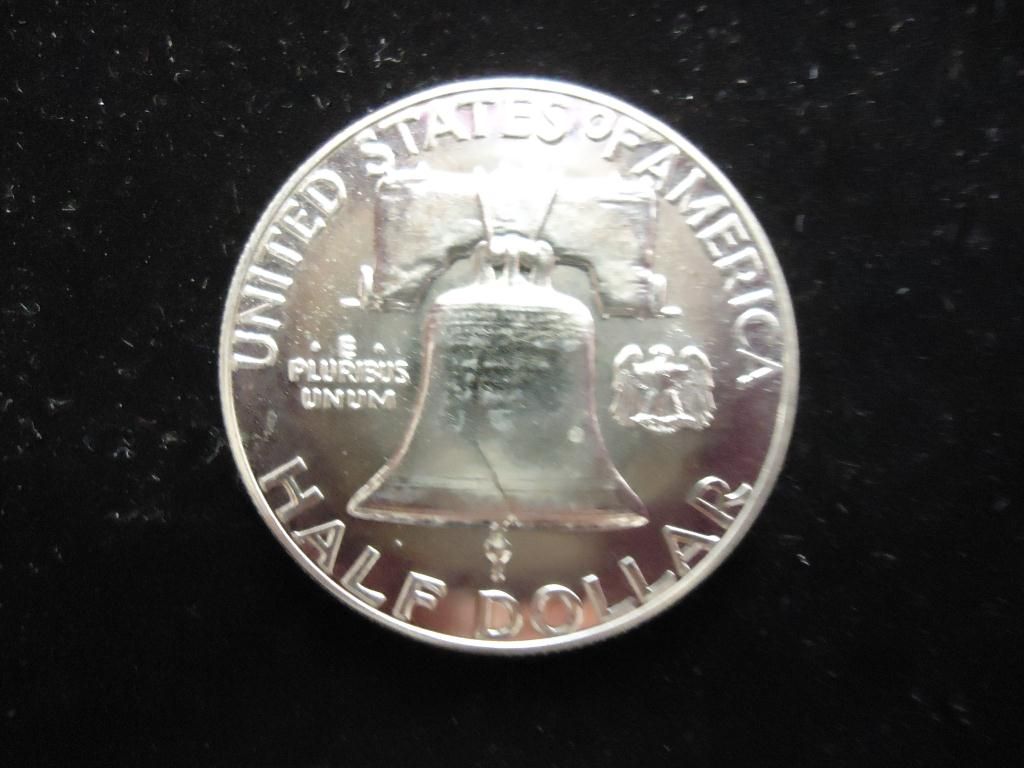 UNITED STATES OF AMERICA
· E ·
PLURIBUS
UNUM
HALF DOLLAR